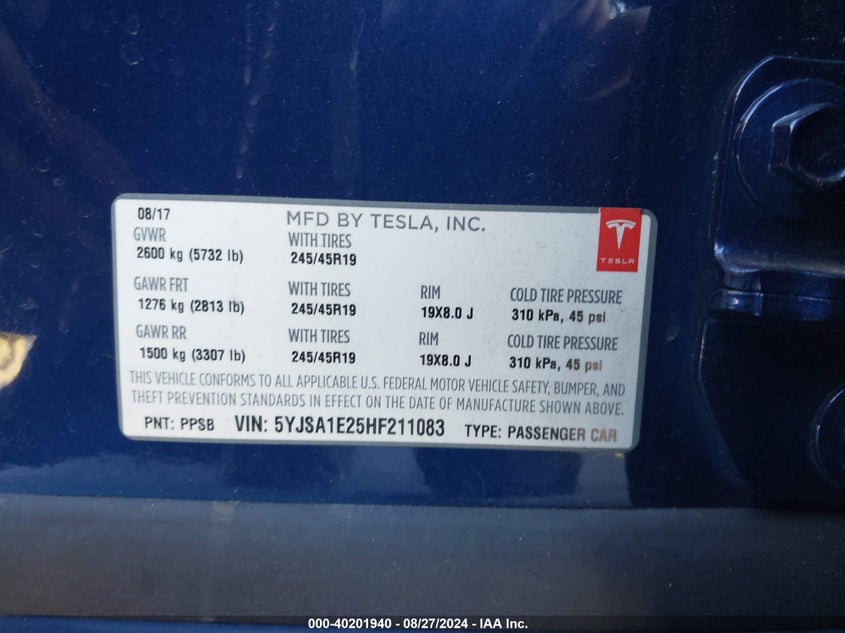 08/17 MFD BY TESLA, INC.
GVWR WITH TIRES
2600 kg (5732 lb) 245/45R19
TESLA
GAWR FRT WITH TIRES RIM COLD TIRE PRESSURE
1276 kg (2813 lb) 245/45R19 19X8.0 J 310 kPa, 45 psi
GAWR RR WITH TIRES RIM COLD TIRE PRESSURE
1500 kg (3307 lb) 245/45R19 19X8.0 J 310 kPa, 45 psi
THIS VEHICLE CONFORMS TO ALL APPLICABLE U.S. FEDERAL MOTOR VEHICLE SAFETY, BUMPER, AND
THEFT PREVENTION STANDARDS IN EFFECT ON THE DATE OF MANUFACTURE SHOWN ABOVE.
PNT: PPSB VIN: 5YJSA1E25HF211083 TYPE: PASSENGER CAR
000-40201940 - 08/27/2024 - IAA Inc.